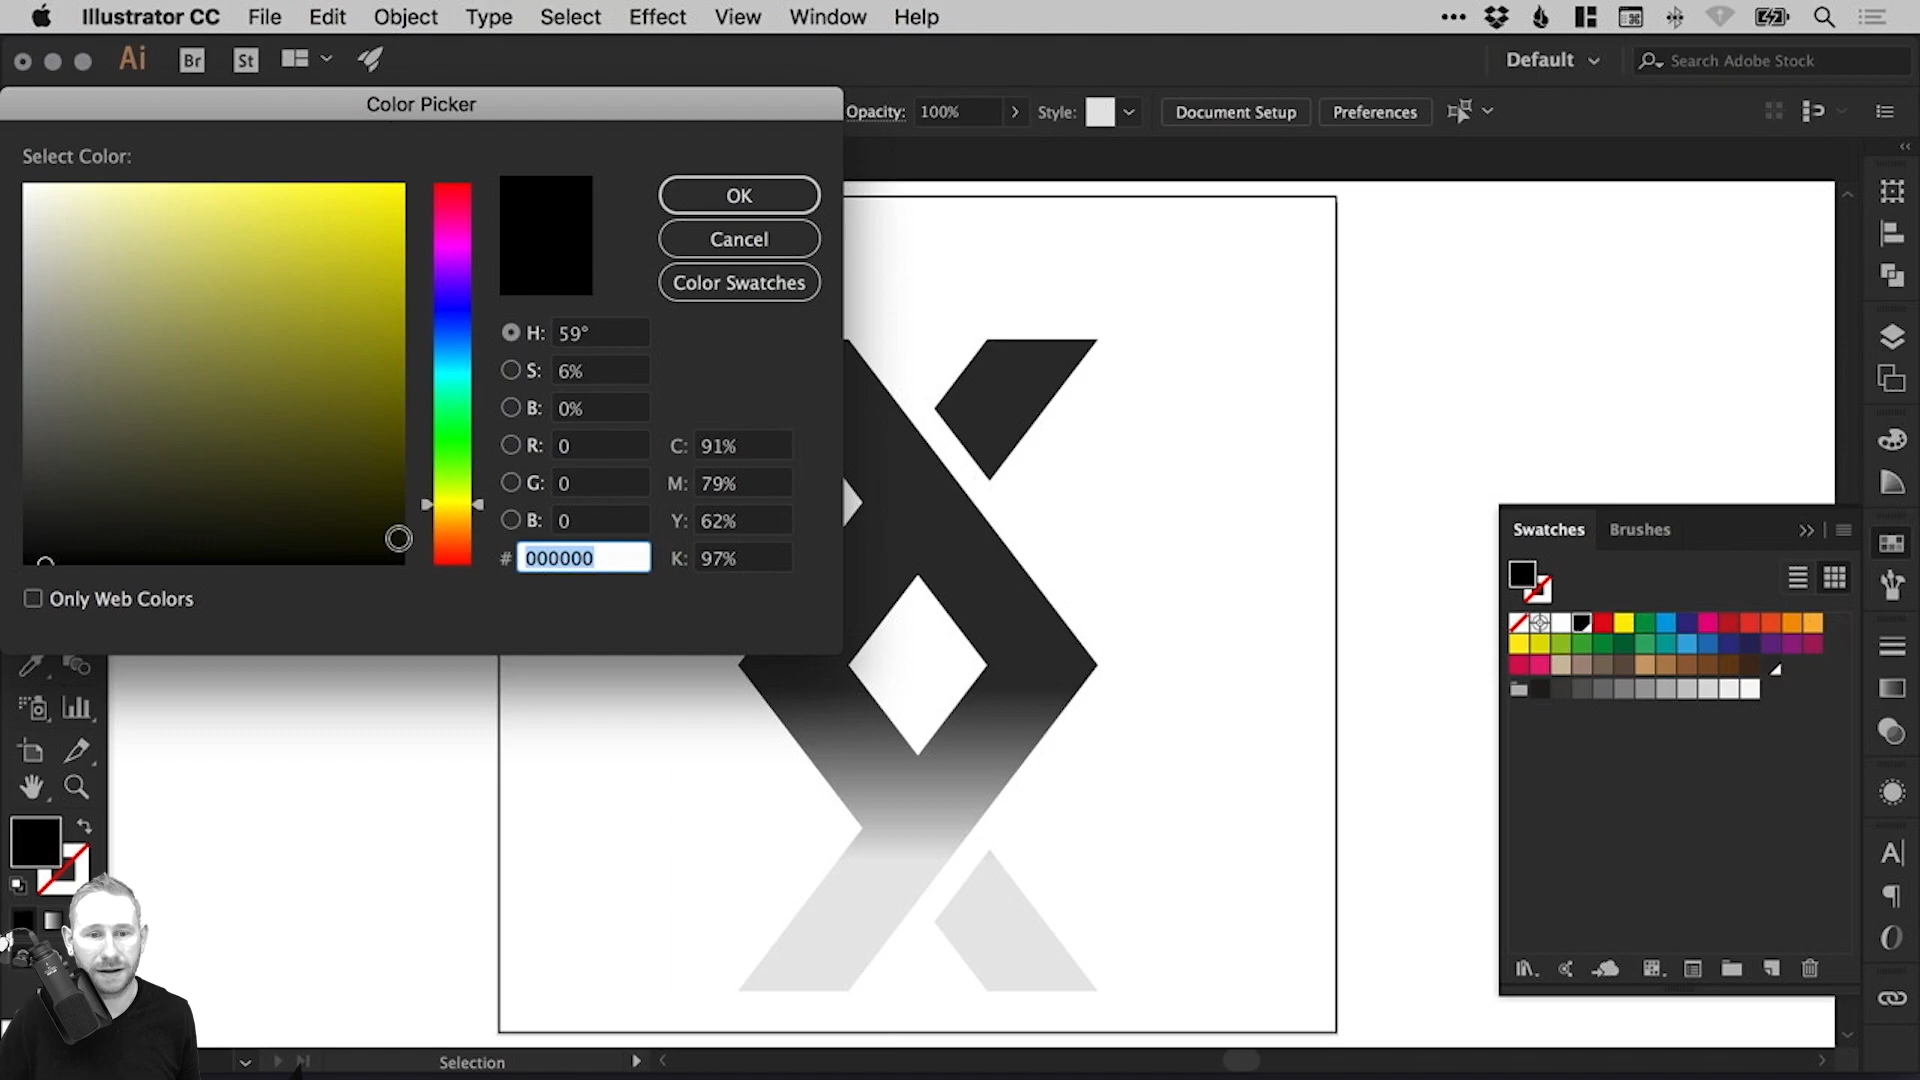 Illustrator CC File Edit Object Type Select Effect View Window Help
Ai Br St Default Search Adobe Stock
Color Picker
Opacity: 100% Style: Document Setup Preferences
Select Color:
OK
Cancel
Color Swatches
H: 59°
S: 6%
B: 0%
R: 0 C: 91%
G: 0 M: 79%
B: 0 Y: 62%
# 000000 K: 97%
Only Web Colors
Swatches Brushes
Selection